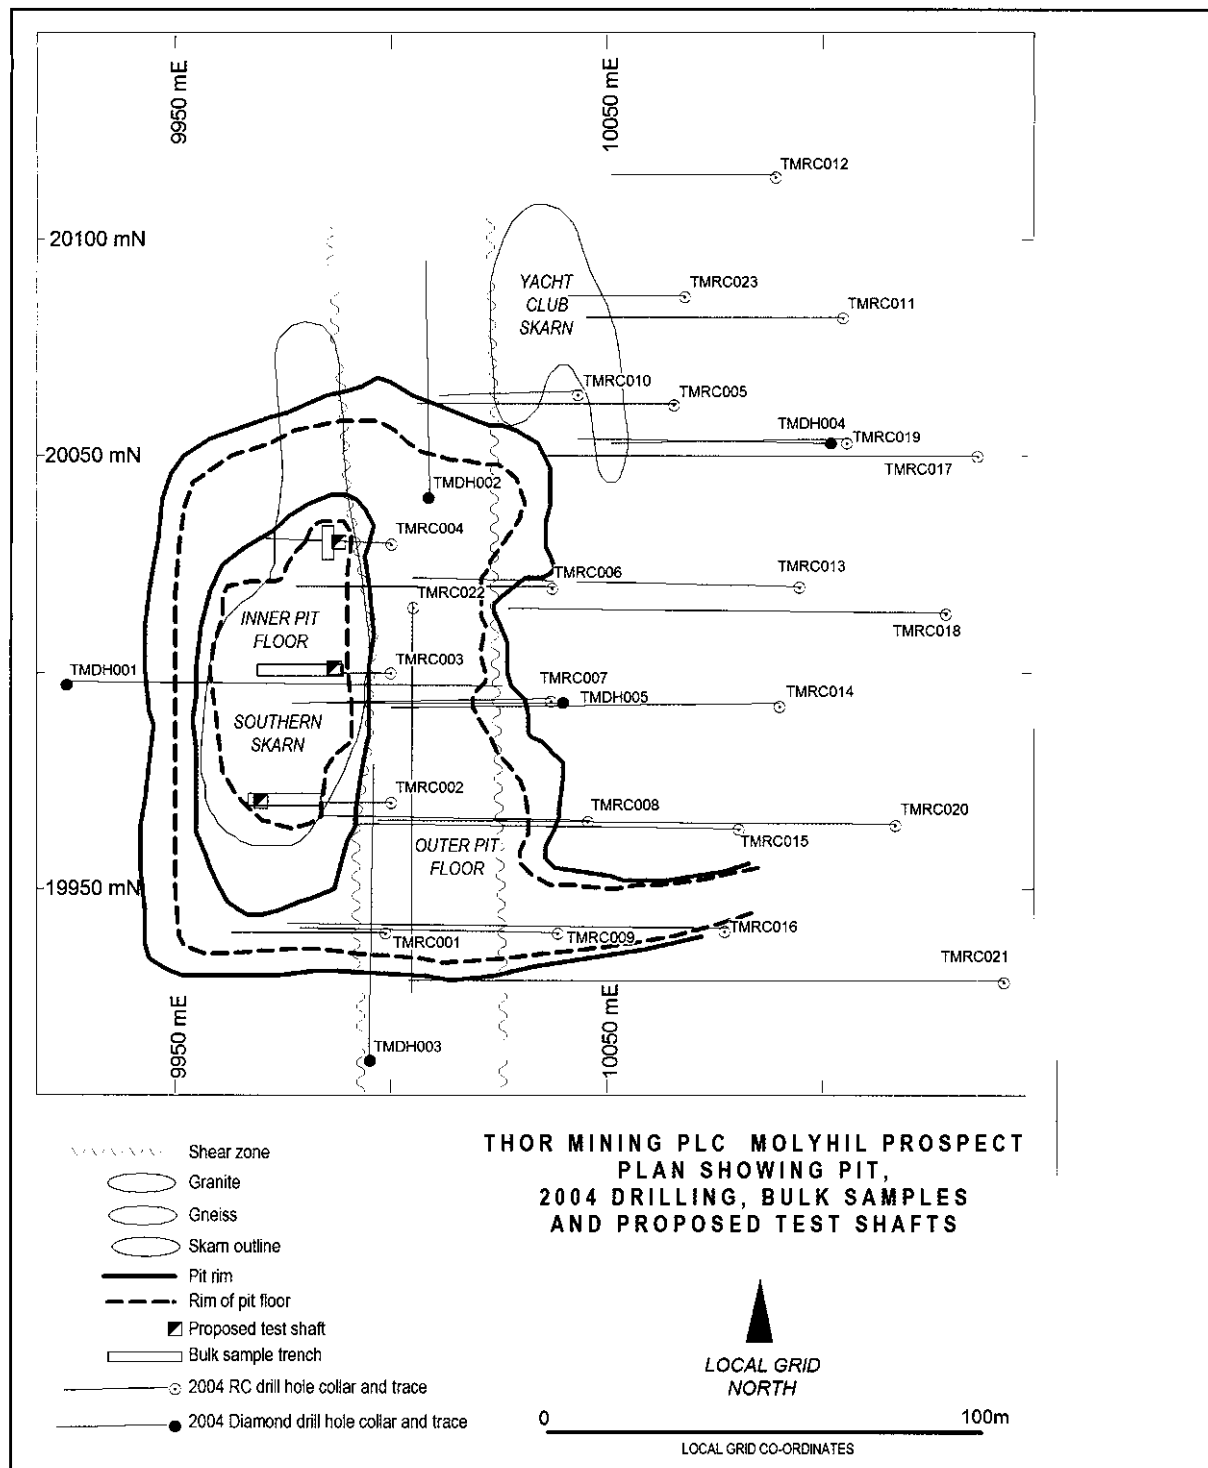 9950 mE
10050 mE
TMRC012
20100 mN
YACHT
CLUB
SKARN
TMRC023
TMRC011
TMRC010
TMRC005
TMDH004
TMRC019
20050 mN
TMRC017
TMDH002
TMRC004
TMRC006
TMRC013
TMRC022
INNER PIT
FLOOR
TMRC018
TMDH001
TMRC003
TMRC007
TMDH005
TMRC014
SOUTHERN
SKARN
TMRC002
TMRC008
TMRC020
TMRC015
OUTER PIT
FLOOR
19950 mN
TMRC001
TMRC009
TMRC016
TMRC021
9950 mE
10050 mE
TMDH003
THOR MINING PLC MOLYHIL PROSPECT
PLAN SHOWING PIT,
2004 DRILLING, BULK SAMPLES
AND PROPOSED TEST SHAFTS
Shear zone
Granite
Gneiss
Skarn outline
Pit rim
Rim of pit floor
Proposed test shaft
Bulk sample trench
2004 RC drill hole collar and trace
2004 Diamond drill hole collar and trace
LOCAL GRID
NORTH
0 100m
LOCAL GRID CO-ORDINATES